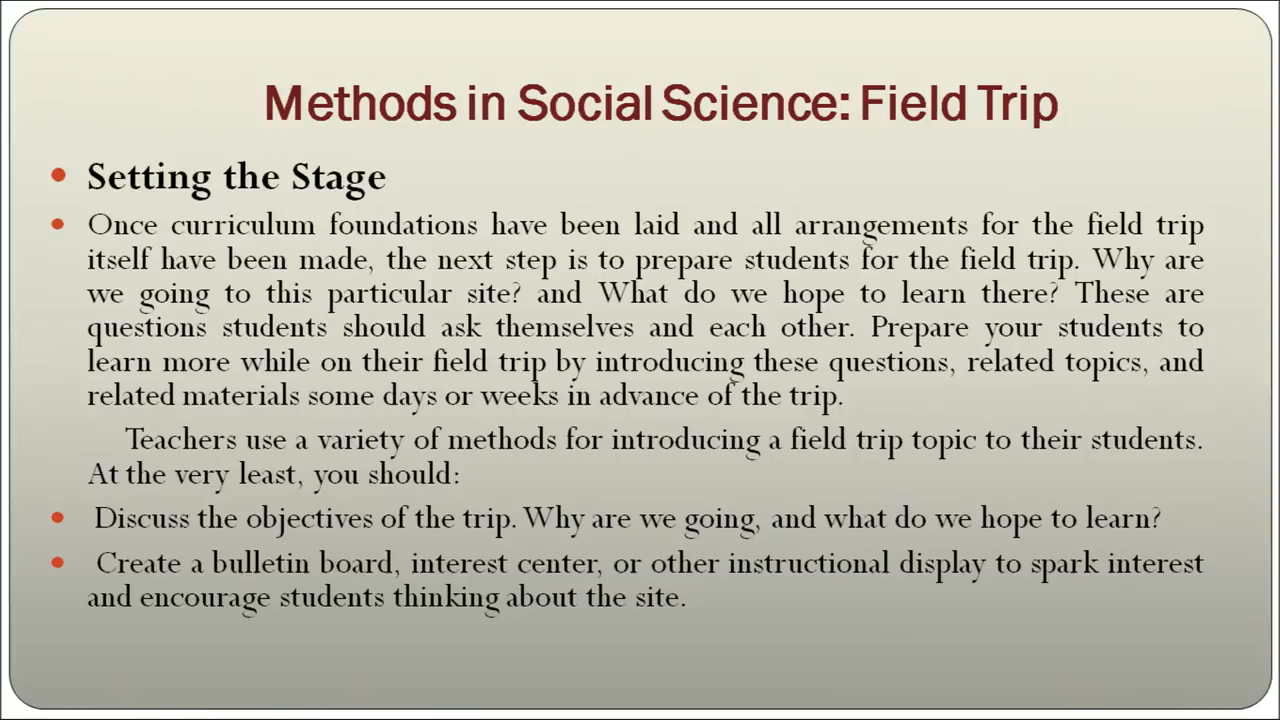 Methods in Social Science: Field Trip
• Setting the Stage
• Once curriculum foundations have been laid and all arrangements for the field trip
itself have been made, the next step is to prepare students for the field trip. Why are
we going to this particular site? and What do we hope to learn there? These are
questions students should ask themselves and each other. Prepare your students to
learn more while on their field trip by introducing these questions, related topics, and
related materials some days or weeks in advance of the trip.
Teachers use a variety of methods for introducing a field trip topic to their students.
At the very least, you should:
• Discuss the objectives of the trip. Why are we going, and what do we hope to learn?
• Create a bulletin board, interest center, or other instructional display to spark interest
and encourage students thinking about the site.